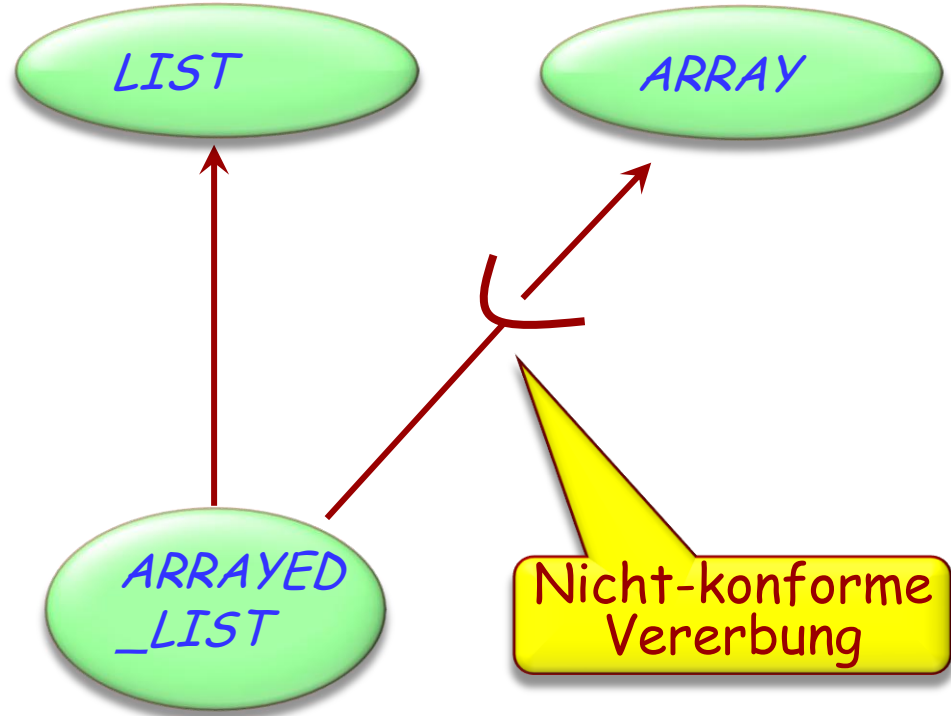 LIST
ARRAY
ARRAYED
_LIST
Nicht-konforme
Vererbung